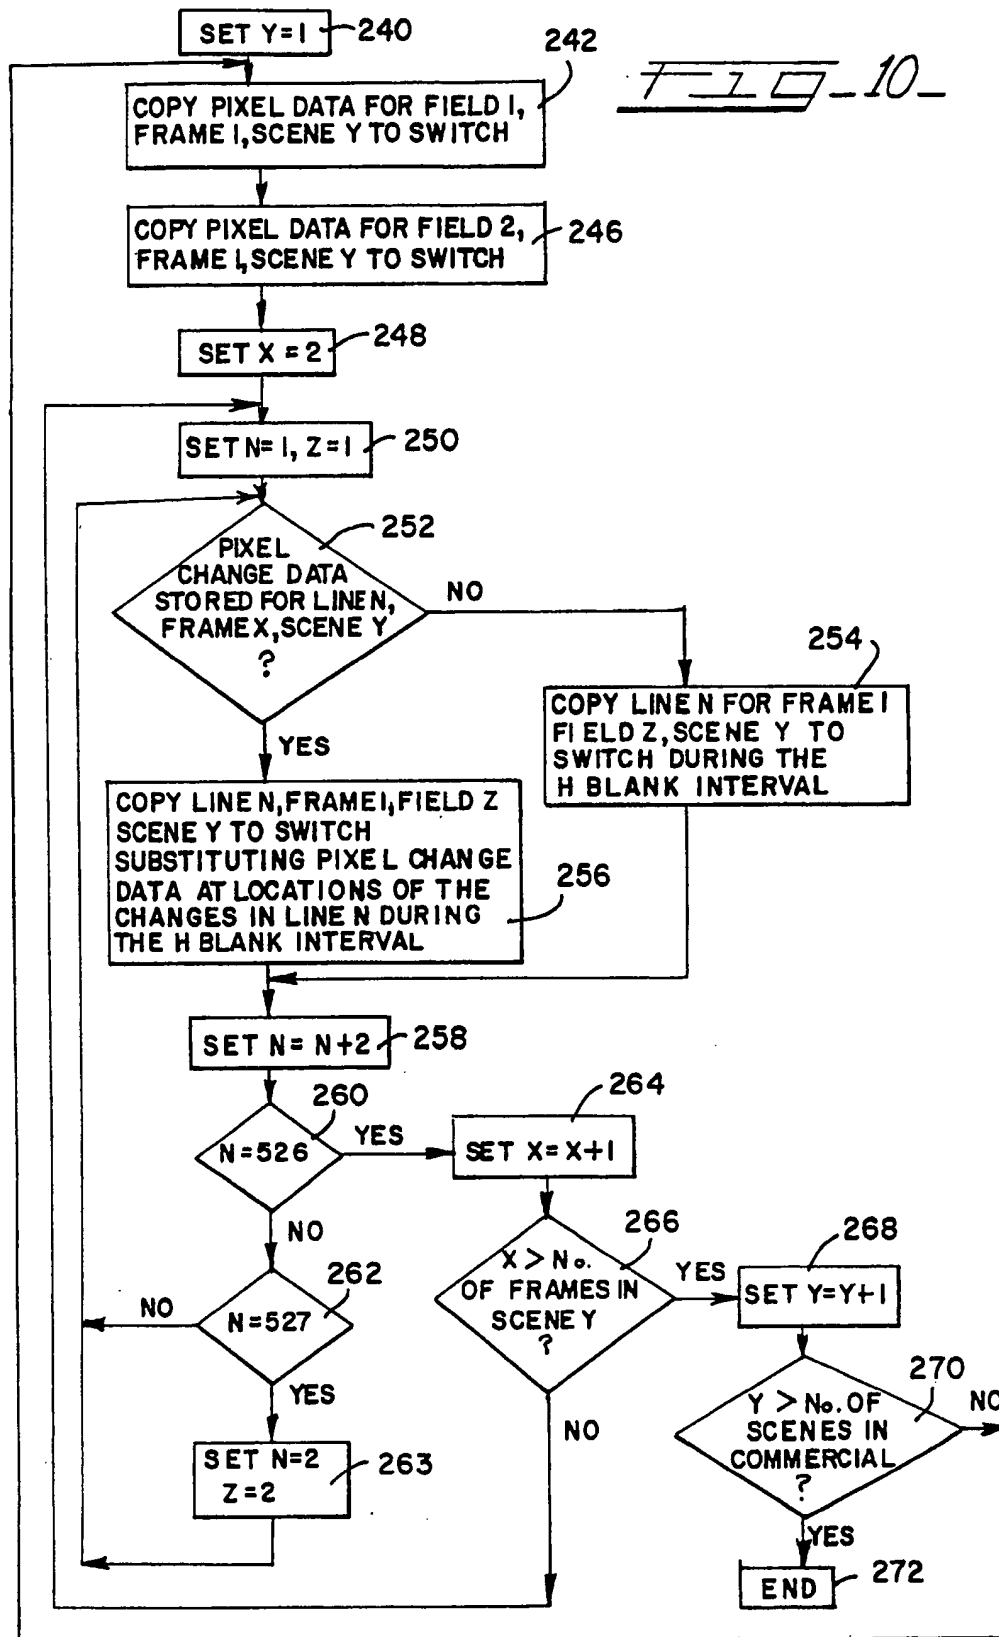 SET Y=1
240
242
Fig_10_
COPY PIXEL DATA FOR FIELD 1,
FRAME 1, SCENE Y TO SWITCH
COPY PIXEL DATA FOR FIELD 2,
FRAME 1, SCENE Y TO SWITCH
246
SET X = 2
248
SET N=1, Z=1
250
252
PIXEL
CHANGE DATA
STORED FOR LINE N,
FRAME X, SCENE Y
?
NO
YES
254
COPY LINE N FOR FRAME 1
FIELD Z, SCENE Y TO
SWITCH DURING THE
H BLANK INTERVAL
COPY LINE N, FRAME 1, FIELD Z
SCENE Y TO SWITCH
SUBSTITUTING PIXEL CHANGE
DATA AT LOCATIONS OF THE
CHANGES IN LINE N DURING
THE H BLANK INTERVAL
256
SET N= N+2
258
260
N=526
YES
NO
264
SET X= X+1
262
N=527
NO
YES
266
X > No.
OF FRAMES IN
SCENE Y
?
YES
NO
268
SET Y=Y+1
SET N=2
Z=2
263
270
Y > No. OF
SCENES IN
COMMERCIAL
?
NO
YES
END
272